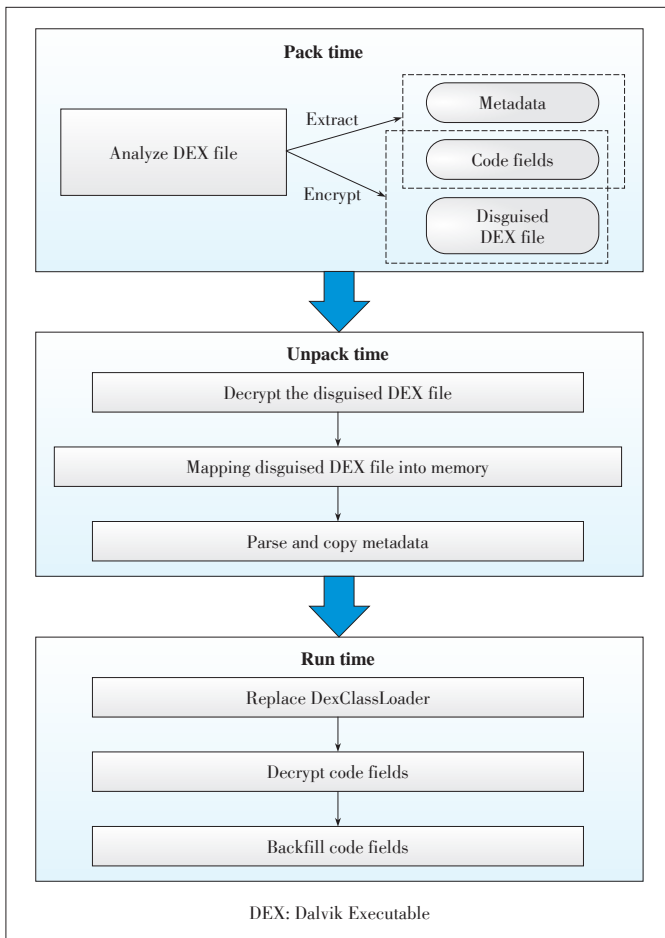 Pack time
Analyze DEX file
Extract
Encrypt
Metadata
Code fields
Disguised
DEX file
Unpack time
Decrypt the disguised DEX file
Mapping disguised DEX file into memory
Parse and copy metadata
Run time
Replace DexClassLoader
Decrypt code fields
Backfill code fields
DEX: Dalvik Executable